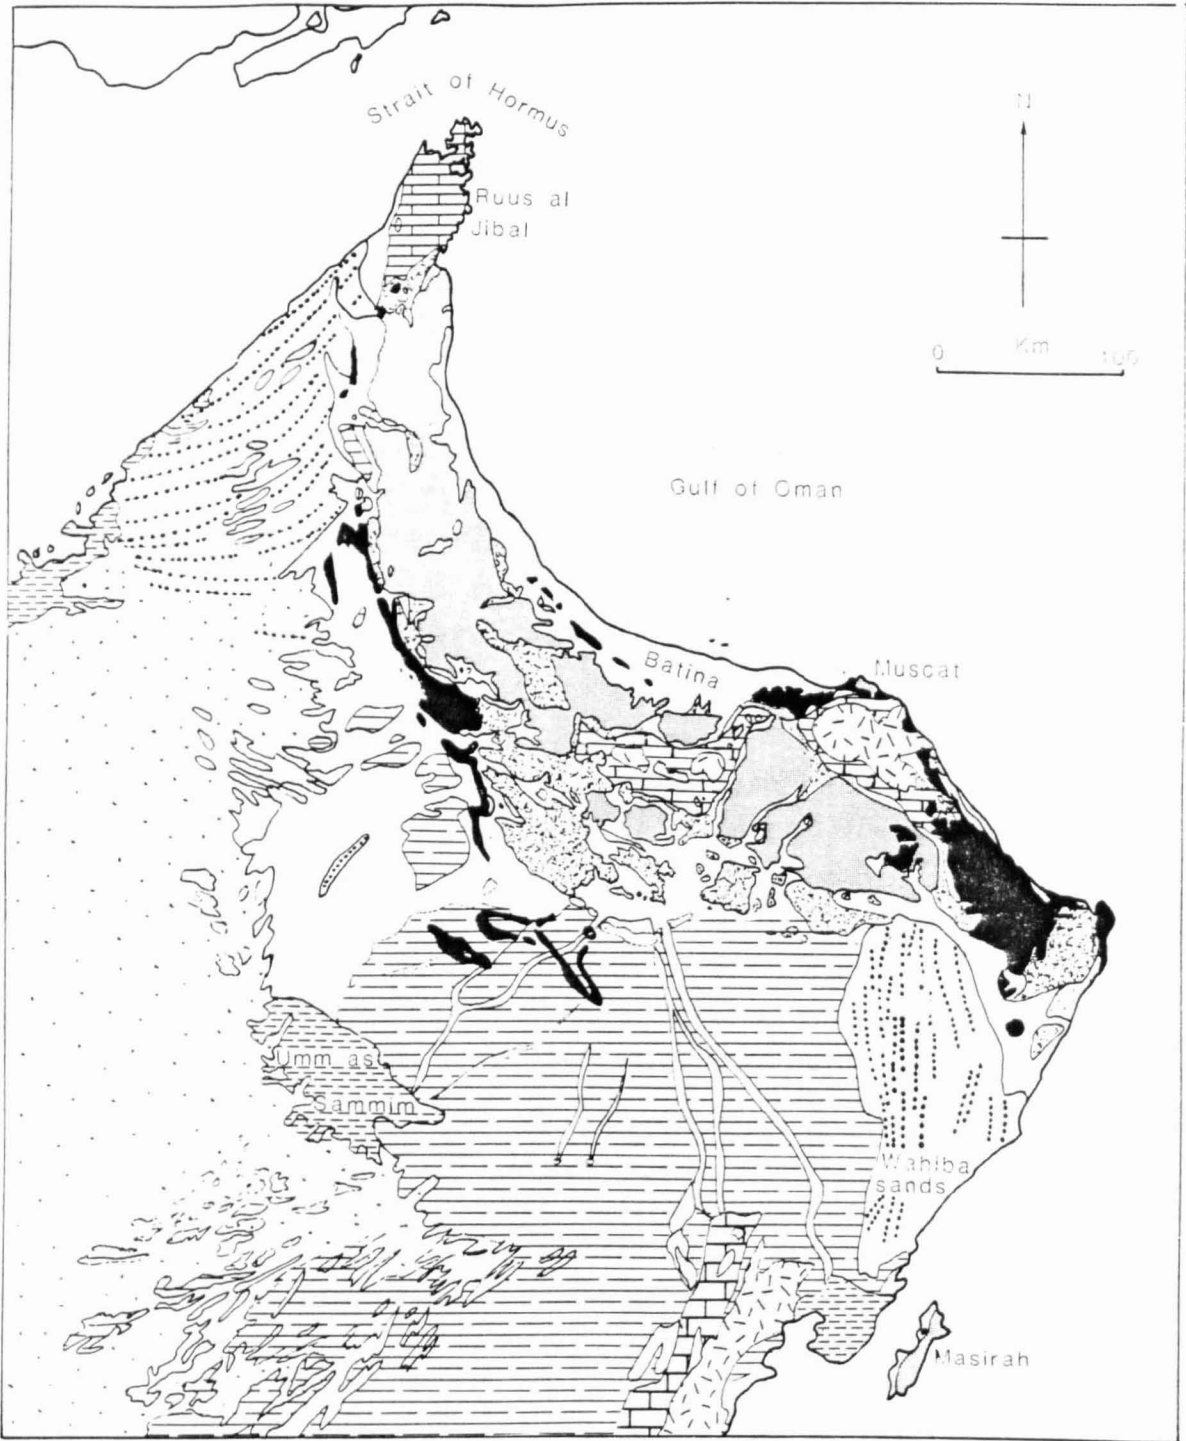 Strait of Hormus
N
Ruus al
Jibal
0 Km 100
Gulf of Oman
Batina
Muscat
Umm as
Sammim
Wahiba
sands
Masirah